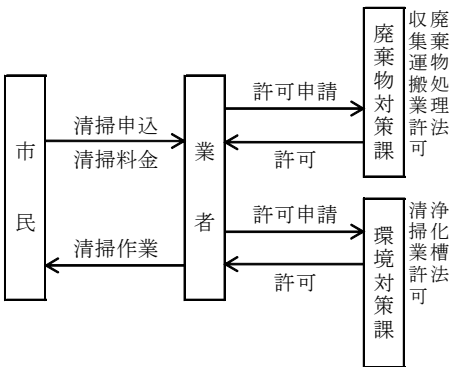 市民
清掃申込
清掃料金
清掃作業
業者
許可申請
許可
許可申請
許可
廃棄物対策課
廃棄物処理法
収集運搬業許可
環境対策課
浄化槽法
清掃業許可